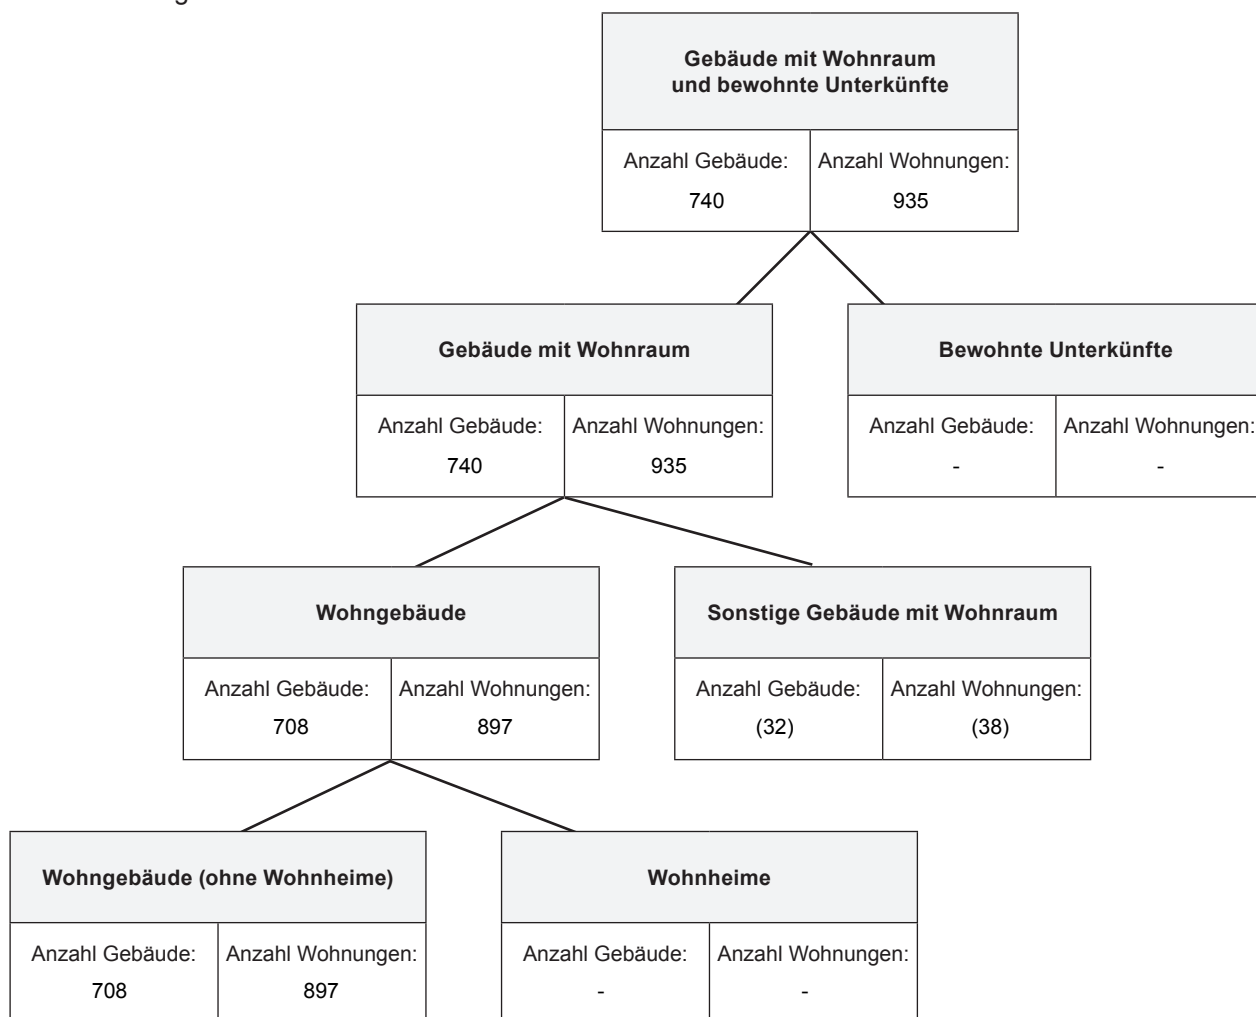 Gebäude mit Wohnraum
und bewohnte Unterkünfte
Anzahl Gebäude: Anzahl Wohnungen:
740 935
Gebäude mit Wohnraum
Bewohnte Unterkünfte
Anzahl Gebäude: Anzahl Wohnungen:
740 935
Anzahl Gebäude: Anzahl Wohnungen:
- -
Wohngebäude
Sonstige Gebäude mit Wohnraum
Anzahl Gebäude: Anzahl Wohnungen:
708 897
Anzahl Gebäude: Anzahl Wohnungen:
(32) (38)
Wohngebäude (ohne Wohnheime)
Wohnheime
Anzahl Gebäude: Anzahl Wohnungen:
708 897
Anzahl Gebäude: Anzahl Wohnungen:
- -